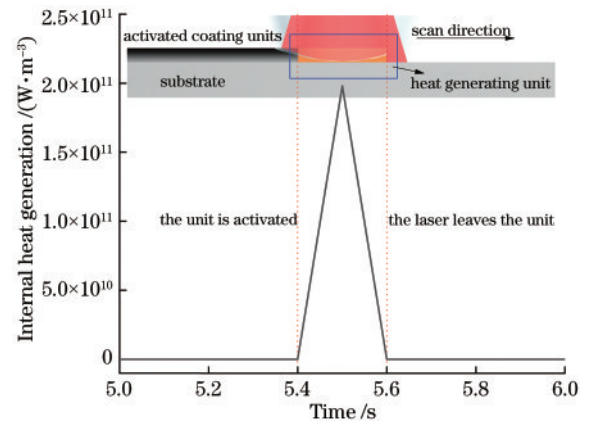 Internal heat generation /(W·m⁻³)
2.5×10¹¹
2.0×10¹¹
1.5×10¹¹
1.0×10¹¹
5.0×10¹⁰
0
activated coating units
scan direction
substrate
heat generating unit
the unit is activated
the laser leaves the unit
5.0 5.2 5.4 5.6 5.8 6.0
Time /s